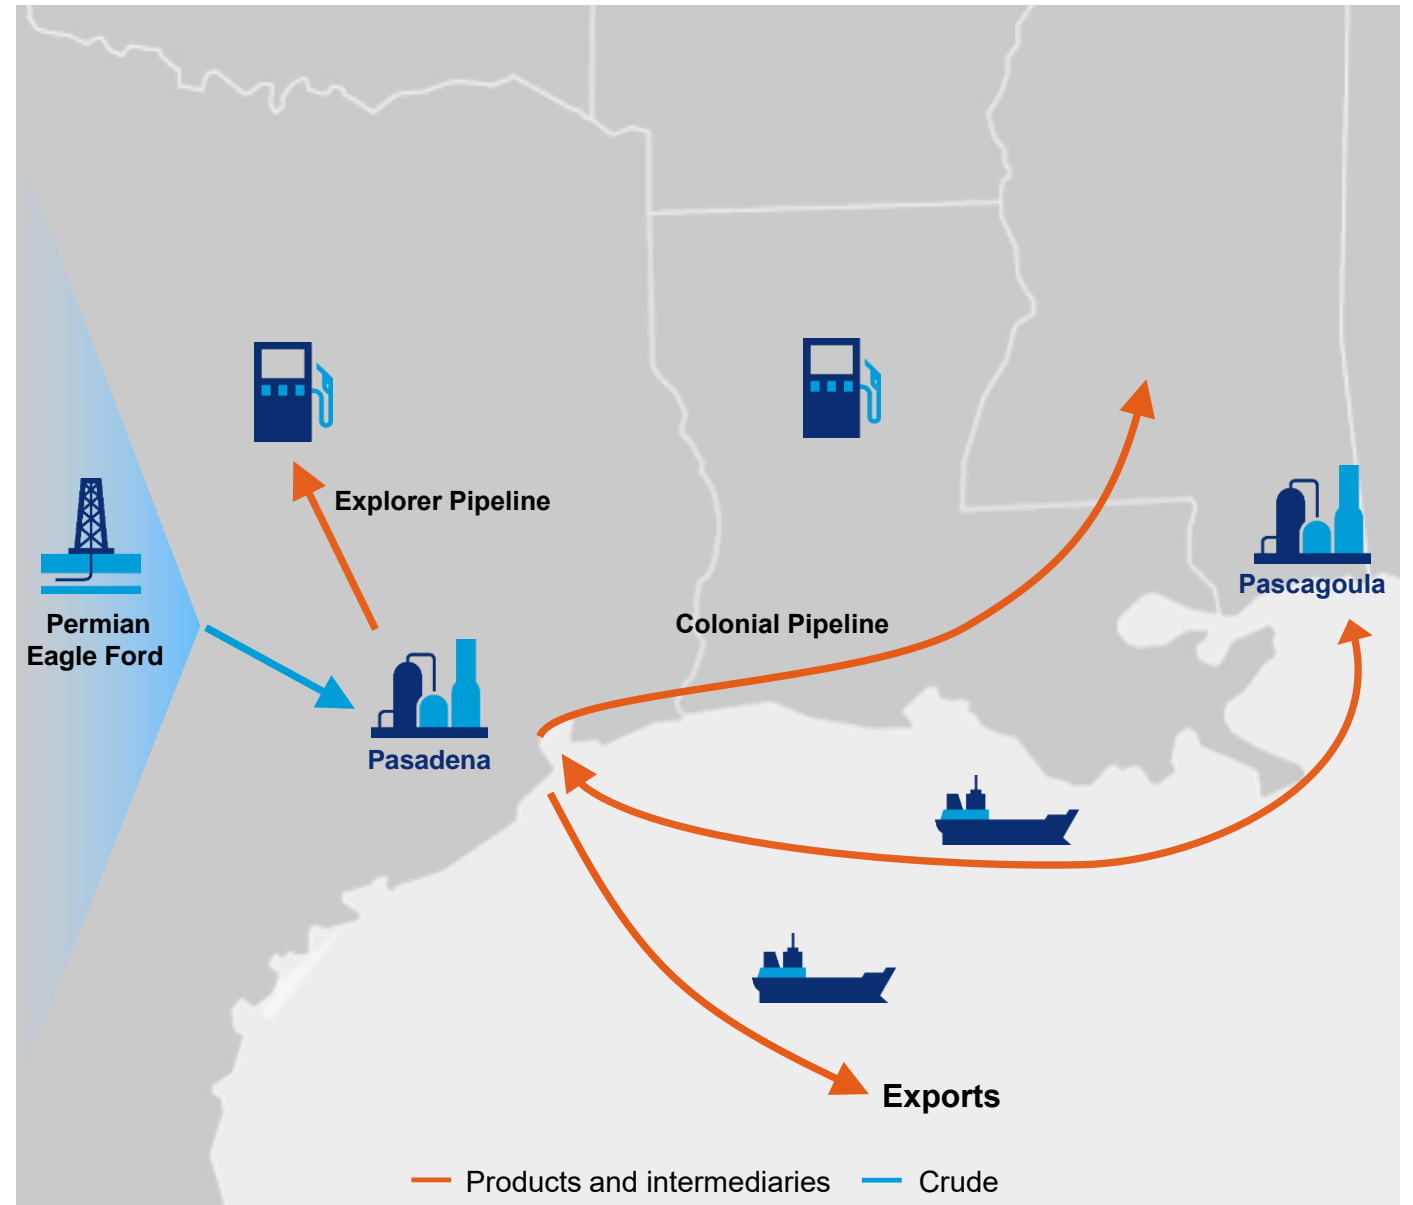 Explorer Pipeline
Permian
Eagle Ford
Colonial Pipeline
Pascagoula
Pasadena
Exports
Products and intermediaries
Crude